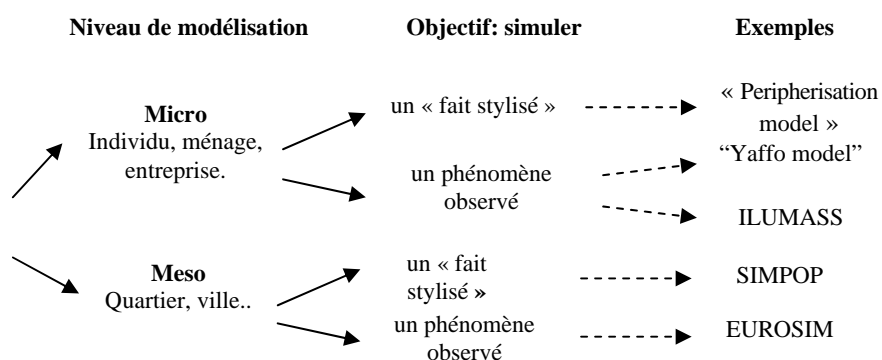 Niveau de modélisation
Objectif: simuler
Exemples
Micro
Individu, ménage,
entreprise.
un « fait stylisé »
« Peripherisation
model »
un phénomène
observé
“Yaffo model”
ILUMASS
Meso
Quartier, ville..
un « fait
stylisé »
SIMPOP
un phénomène
observé
EUROSIM